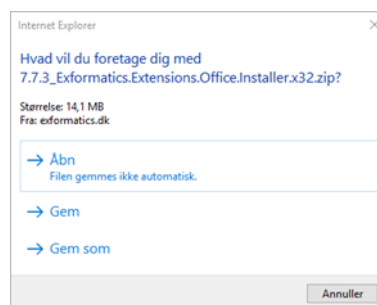 Internet Explorer
Hvad vil du foretage dig med
7.7.3_Exformatics.Extensions.Office.Installer.x32.zip?
Størrelse: 14,1 MB
Fra: exformatics.dk
Åbn
Filen gemmes ikke automatisk.
Gem
Gem som
Annuller